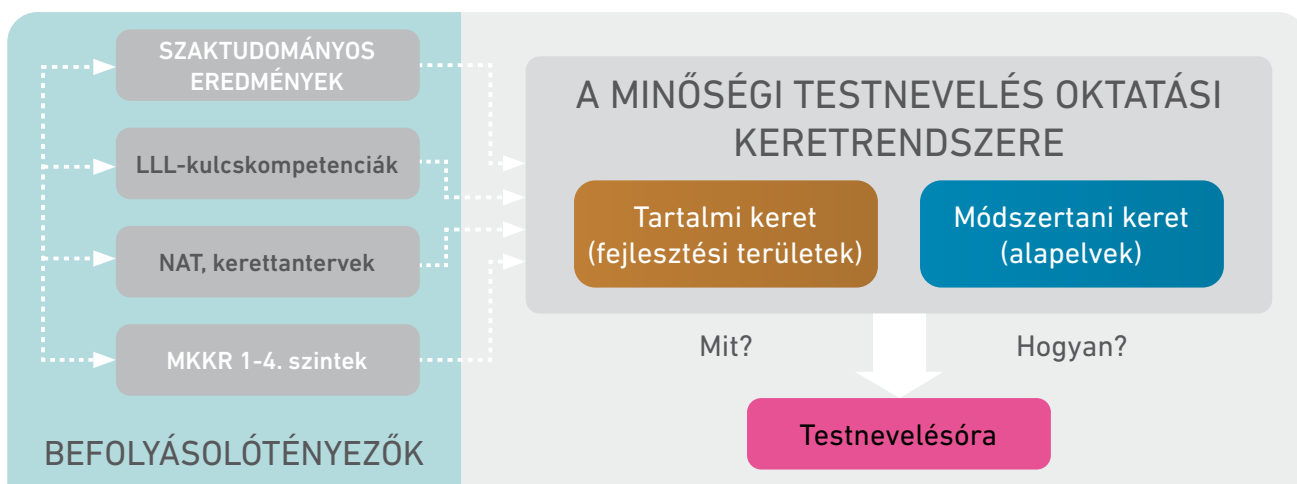 SZAKTUDOMÁNYOS
EREDMÉNYEK
LLL-kulcskompetenciák
NAT, kerettantervek
MKKR 1-4. szintek
BEFOLYÁSOLÓTÉNYEZŐK
A MINŐSÉGI TESTNEVELÉS OKTATÁSI
KERETRENDSZERE
Tartalmi keret
(fejlesztési területek)
Módszertani keret
(alapelvek)
Mit?
Hogyan?
Testnevelésóra